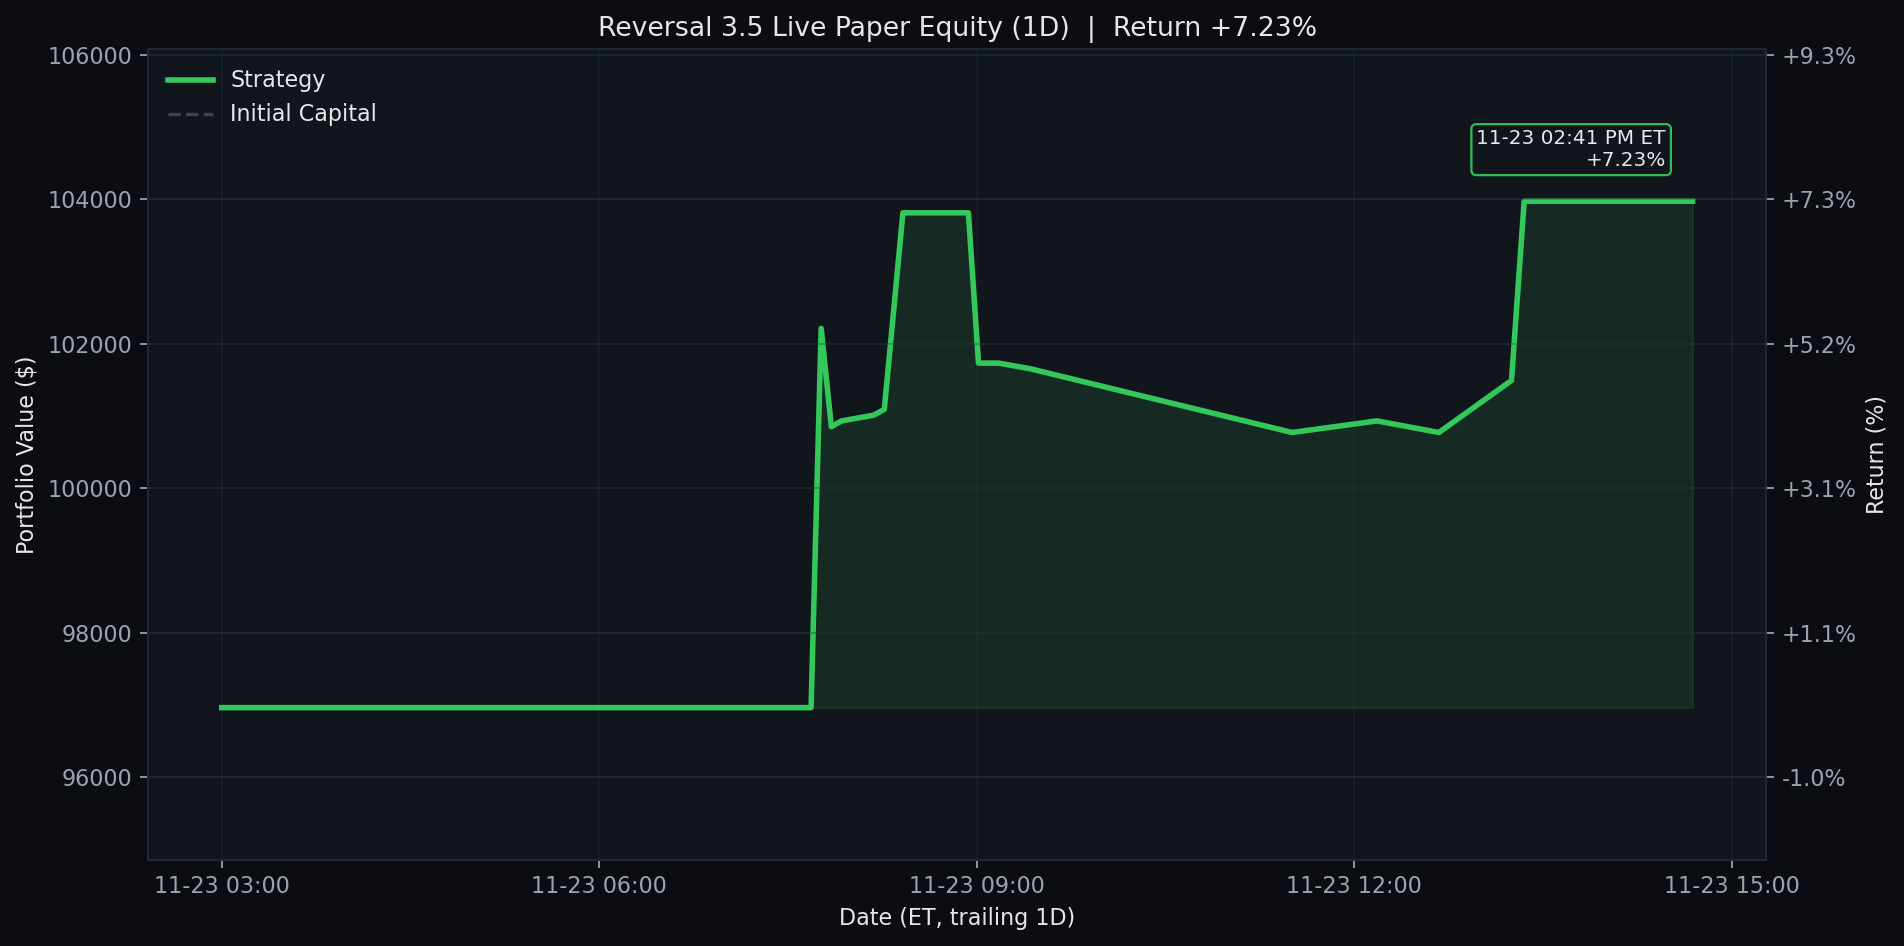 Reversal 3.5 Live Paper Equity (1D) | Return +7.23%
Strategy
Initial Capital
11-23 02:41 PM ET
+7.23%
Portfolio Value ($)
106000
104000
102000
100000
98000
96000
+9.3%
+7.3%
+5.2%
+3.1%
+1.1%
-1.0%
Return (%)
11-23 03:00
11-23 06:00
11-23 09:00
11-23 12:00
11-23 15:00
Date (ET, trailing 1D)